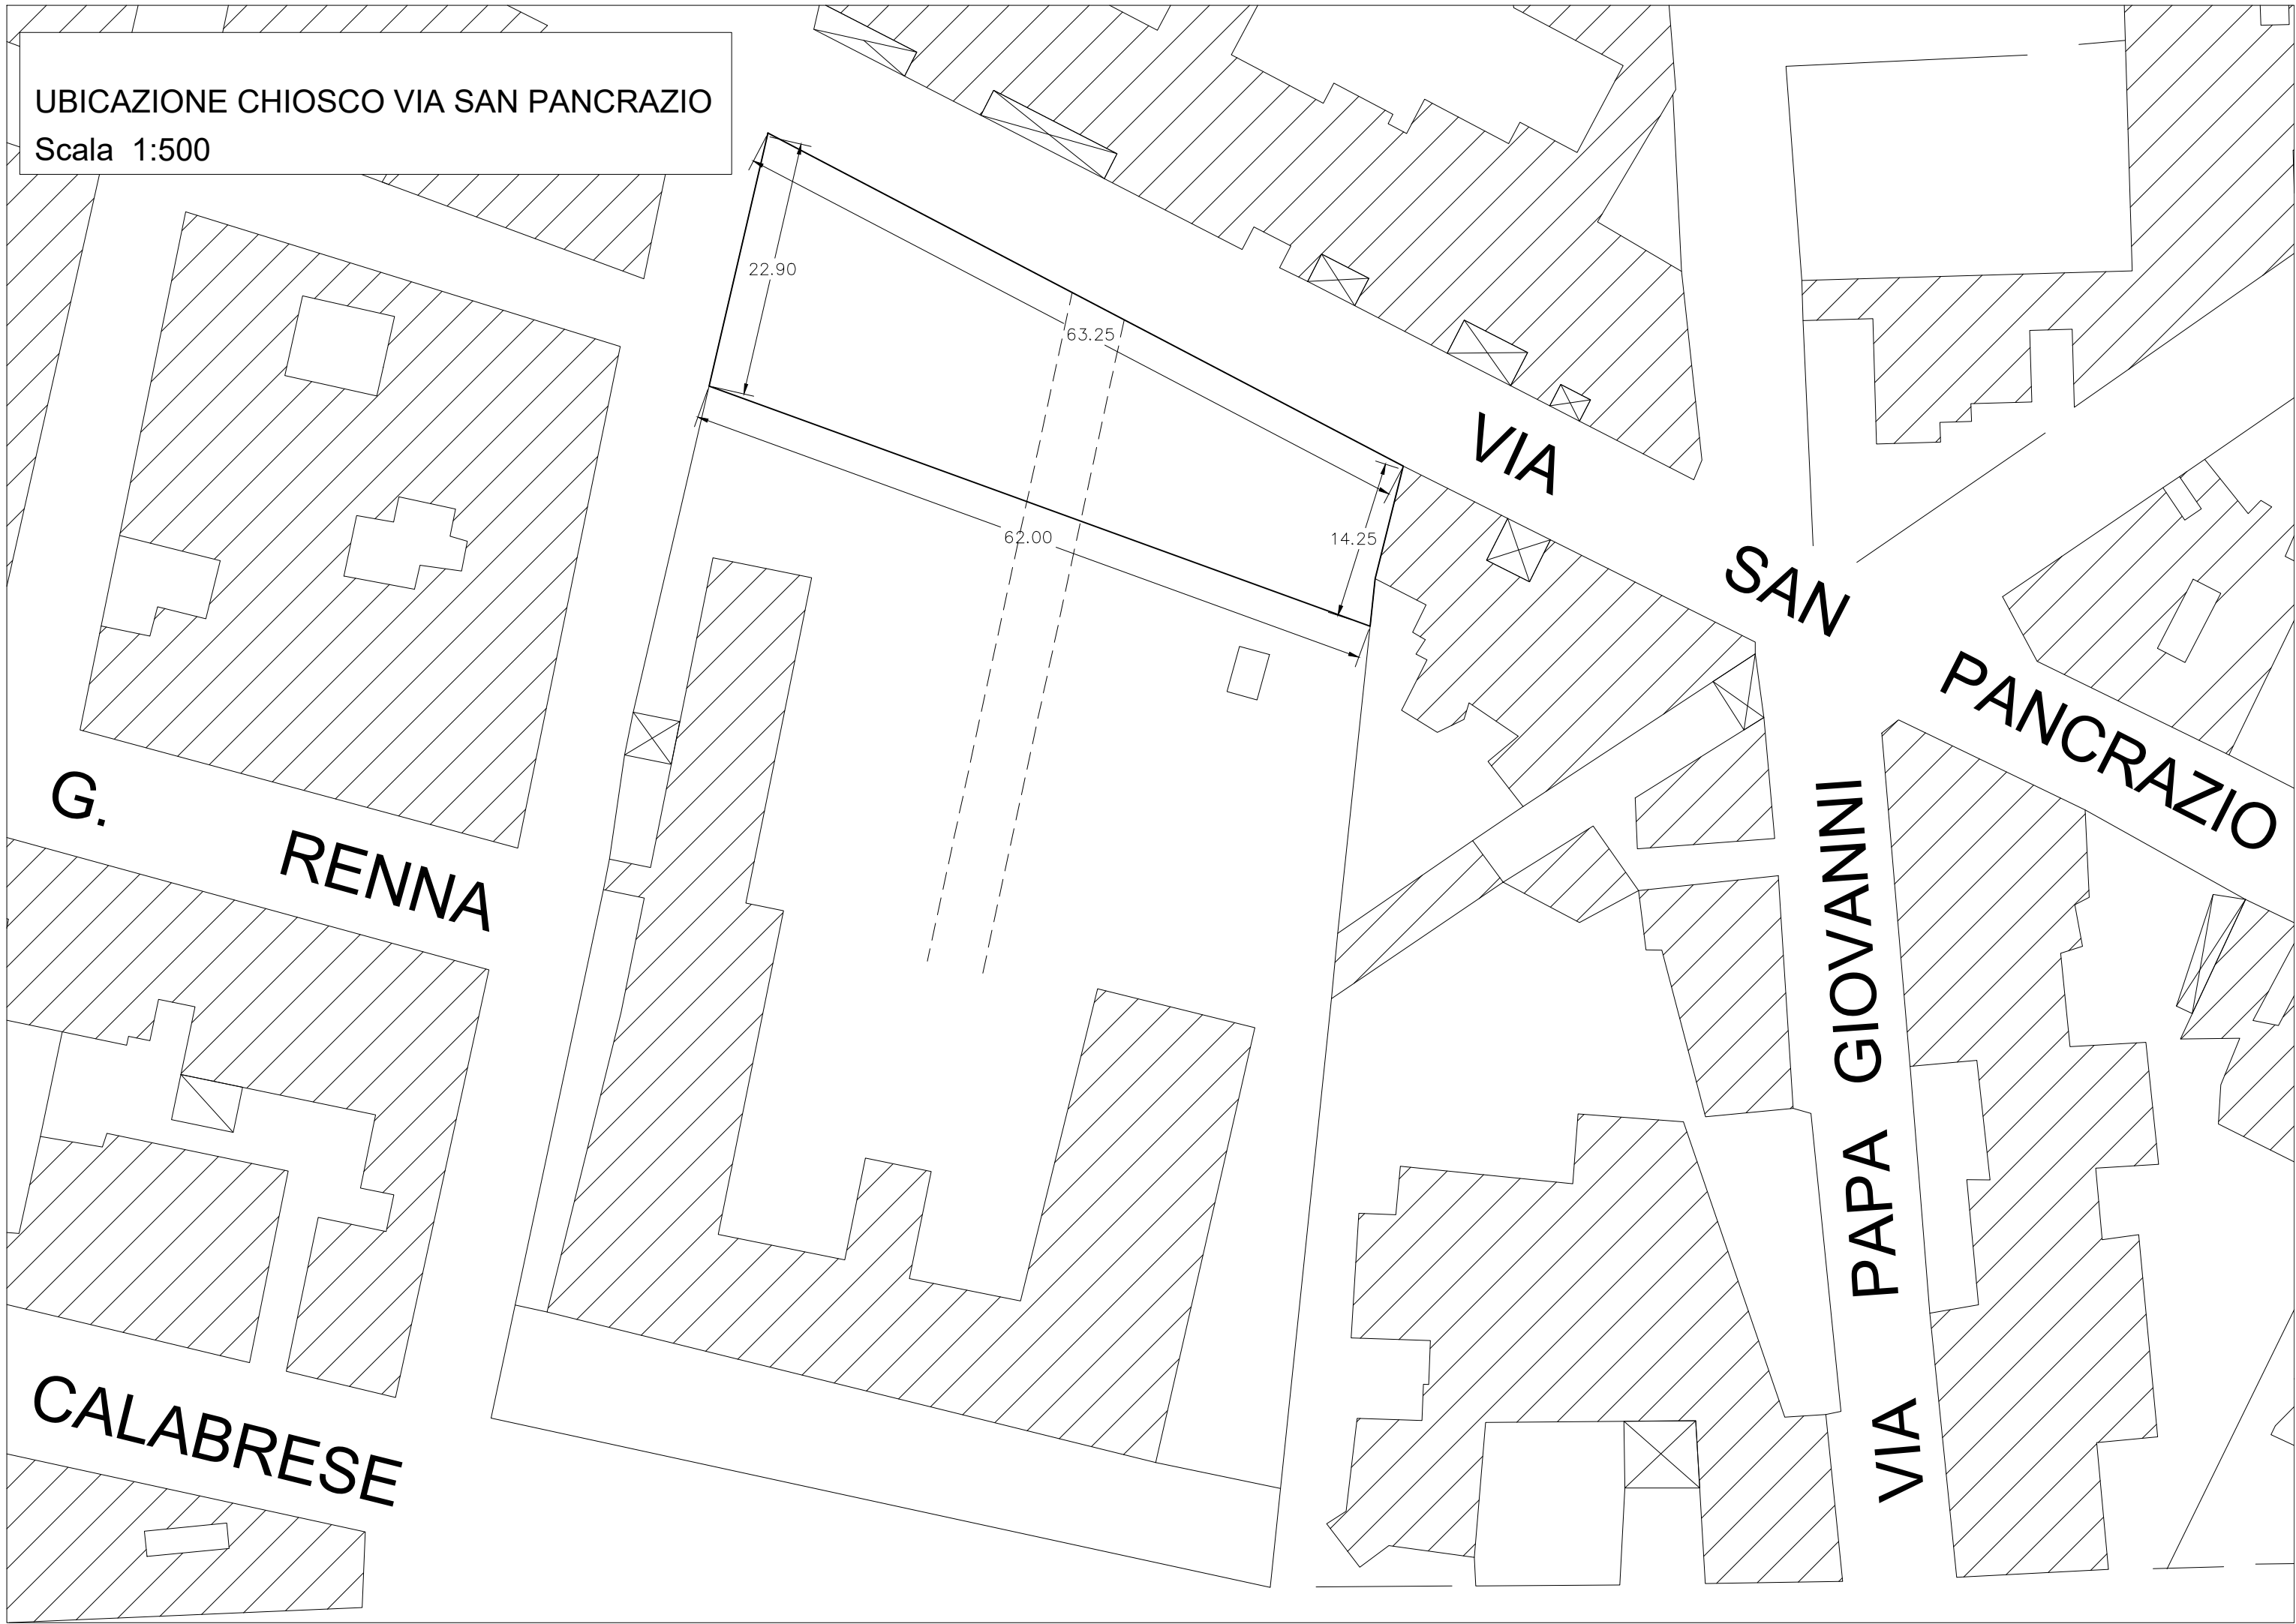 UBICAZIONE CHIOSCO VIA SAN PANCRAZIO
Scala 1:500
22.90
63.25
62.00
14.25
VIA SAN PANCRAZIO
G. RENNA
VIA PAPA GIOVANNI
CALABRESE